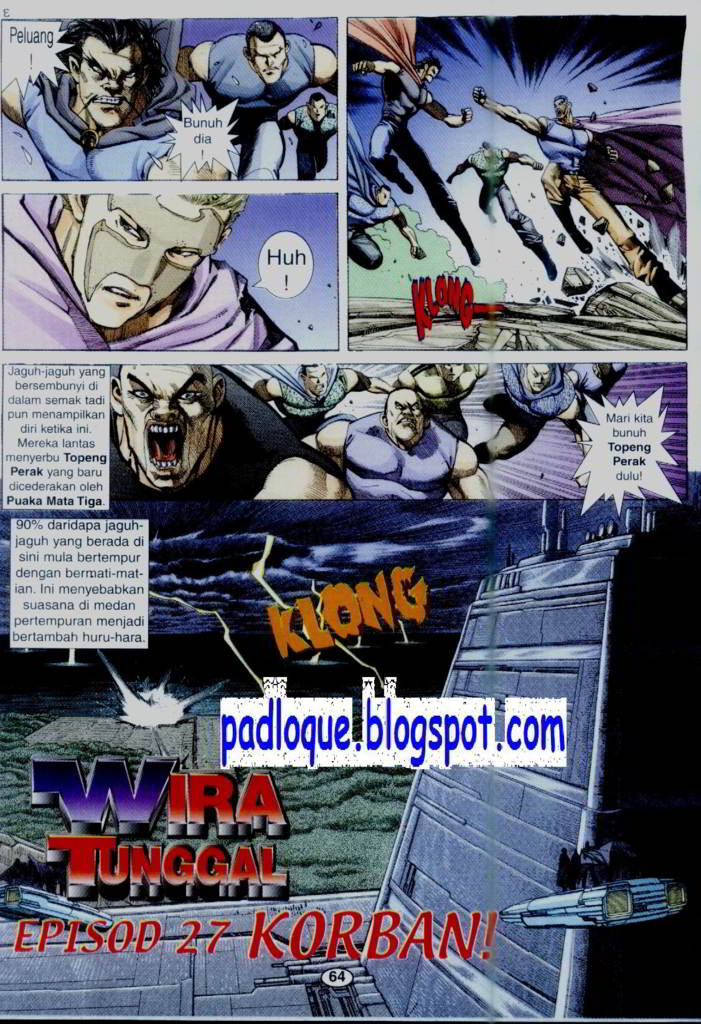 3
Peluang
!
Bunuh
dia
!
Huh
!
KLONG
Jaguh-jaguh yang
bersembunyi di
dalam semak tadi
pun menampilkan
diri ketika ini.
Mereka lantas
menyerbu Topeng
Perak yang baru
dicederakan oleh
Puaka Mata Tiga.
Mari kita
bunuh
Topeng
Perak
dulu!
90% daridapa jaguh-
jaguh yang berada di
sini mula bertempur
dengan bermati-mat-
ian. Ini menyebabkan
suasana di medan
pertempuran menjadi
bertambah huru-hara.
KLONG
padloque.blogspot.com
WIRA
TUNGGAL
EPISOD 27 KORBAN!
64